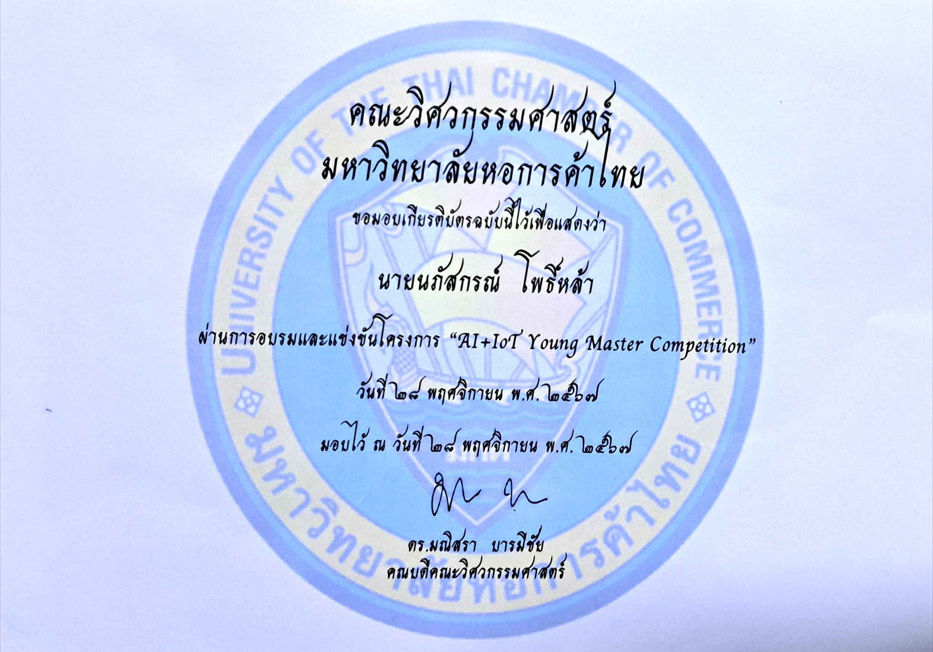 คณะวิศวกรรมศาสตร์
มหาวิทยาลัยหอการค้าไทย
ขอมอบเกียรติบัตรฉบับนี้ไว้เพื่อแสดงว่า
นายนภัสกรณ์ โพธิ์หล้า
ผ่านการอบรมและแข่งขันโครงการ “AI+IoT Young Master Competition”
วันที่ ๒๘ พฤศจิกายน พ.ศ. ๒๕๖๗
มอบไว้ ณ วันที่ ๒๘ พฤศจิกายน พ.ศ. ๒๕๖๗
ดร.มณิสรา บารมีชัย
คณบดีคณะวิศวกรรมศาสตร์
UNIVERSITY OF THE THAI CHAMBER OF COMMERCE
มหาวิทยาลัยหอการค้าไทย